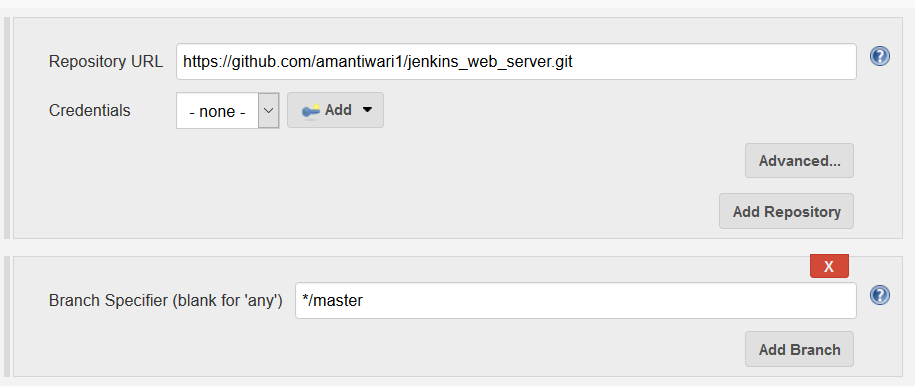 Repository URL https://github.com/amantiwari1/jenkins_web_server.git ?
Credentials - none - Add
Advanced...
Add Repository
X
Branch Specifier (blank for 'any') */master ?
Add Branch